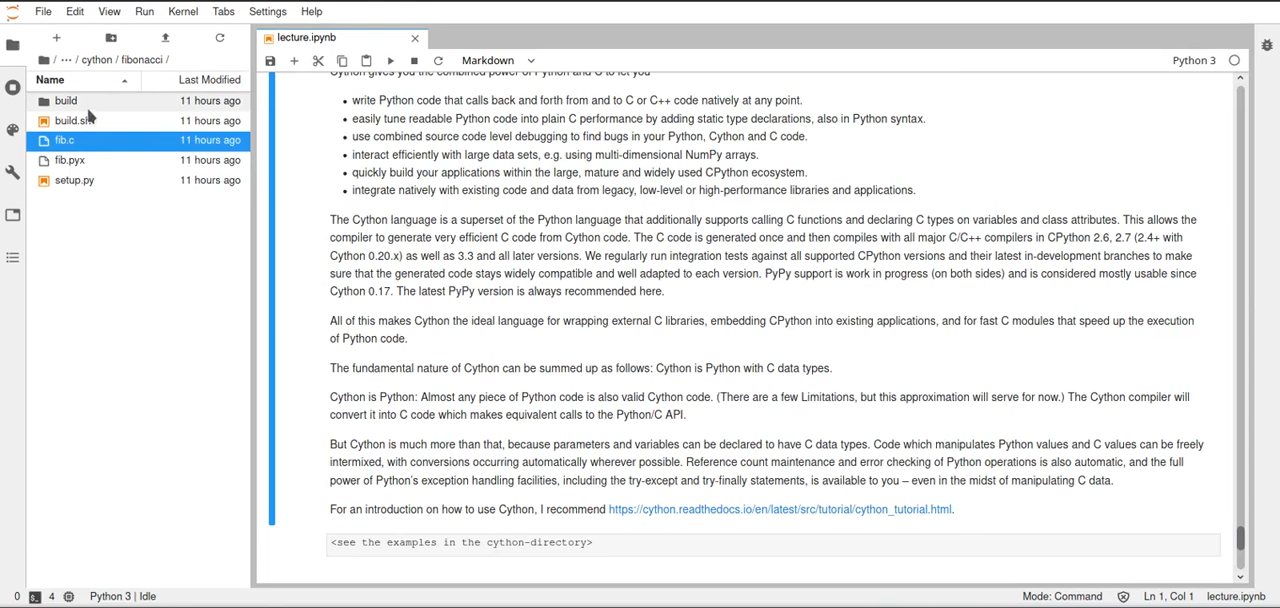 File Edit View Run Kernel Tabs Settings Help
/ ··· / cython / fibonacci /
Name Last Modified
build 11 hours ago
build.sh 11 hours ago
fib.c 11 hours ago
fib.pyx 11 hours ago
setup.py 11 hours ago
lecture.ipynb
Markdown Python 3
Cython gives you the combined power of Python and C to let you
• write Python code that calls back and forth from and to C or C++ code natively at any point.
• easily tune readable Python code into plain C performance by adding static type declarations, also in Python syntax.
• use combined source code level debugging to find bugs in your Python, Cython and C code.
• interact efficiently with large data sets, e.g. using multi-dimensional NumPy arrays.
• quickly build your applications within the large, mature and widely used CPython ecosystem.
• integrate natively with existing code and data from legacy, low-level or high-performance libraries and applications.
The Cython language is a superset of the Python language that additionally supports calling C functions and declaring C types on variables and class attributes. This allows the
compiler to generate very efficient C code from Cython code. The C code is generated once and then compiles with all major C/C++ compilers in CPython 2.6, 2.7 (2.4+ with
Cython 0.20.x) as well as 3.3 and all later versions. We regularly run integration tests against all supported CPython versions and their latest in-development branches to make
sure that the generated code stays widely compatible and well adapted to each version. PyPy support is work in progress (on both sides) and is considered mostly usable since
Cython 0.17. The latest PyPy version is always recommended here.
All of this makes Cython the ideal language for wrapping external C libraries, embedding CPython into existing applications, and for fast C modules that speed up the execution
of Python code.
The fundamental nature of Cython can be summed up as follows: Cython is Python with C data types.
Cython is Python: Almost any piece of Python code is also valid Cython code. (There are a few Limitations, but this approximation will serve for now.) The Cython compiler will
convert it into C code which makes equivalent calls to the Python/C API.
But Cython is much more than that, because parameters and variables can be declared to have C data types. Code which manipulates Python values and C values can be freely
intermixed, with conversions occurring automatically wherever possible. Reference count maintenance and error checking of Python operations is also automatic, and the full
power of Python's exception handling facilities, including the try-except and try-finally statements, is available to you – even in the midst of manipulating C data.
For an introduction on how to use Cython, I recommend https://cython.readthedocs.io/en/latest/src/tutorial/cython_tutorial.html.
<see the examples in the cython-directory>
0 4 Python 3 | Idle Mode: Command Ln 1, Col 1 lecture.ipynb